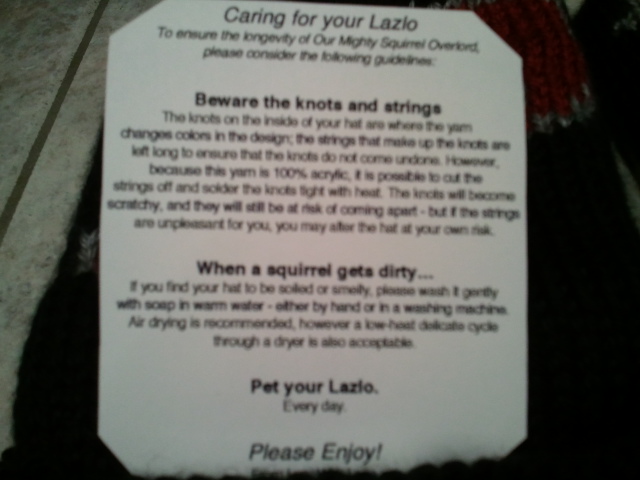 Caring for your Lazlo
To ensure the longevity of Our Mighty Squirrel Overlord,
please consider the following guidelines:
Beware the knots and strings
The knots on the inside of your hat are where the yarn
changes colors in the design; the strings that make up the knots are
left long to ensure that the knots do not come undone. However,
because this yarn is 100% acrylic, it is possible to cut the
strings off and solder the knots tight with heat. The knots will become
scratchy, and they will still be at risk of coming apart - but if the strings
are unpleasant for you, you may alter the hat at your own risk.
When a squirrel gets dirty...
If you find your hat to be soiled or smelly, please wash it gently
with soap in warm water - either by hand or in a washing machine.
Air drying is recommended, however a low-heat delicate cycle
through a dryer is also acceptable.
Pet your Lazlo.
Every day.
Please Enjoy!